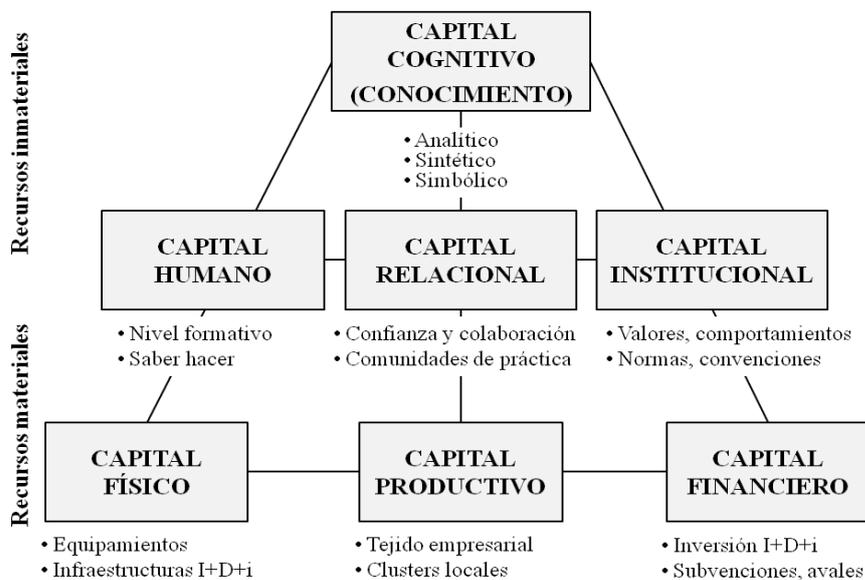 CAPITAL
COGNITIVO
(CONOCIMIENTO)
Recursos inmateriales
• Analítico
• Sintético
• Simbólico
CAPITAL
HUMANO
CAPITAL
RELACIONAL
CAPITAL
INSTITUCIONAL
• Nivel formativo
• Saber hacer
• Confianza y colaboración
• Comunidades de práctica
• Valores, comportamientos
• Normas, convenciones
Recursos materiales
CAPITAL
FÍSICO
CAPITAL
PRODUCTIVO
CAPITAL
FINANCIERO
• Equipamientos
• Infraestructuras I+D+i
• Tejido empresarial
• Clusters locales
• Inversión I+D+i
• Subvenciones, avales